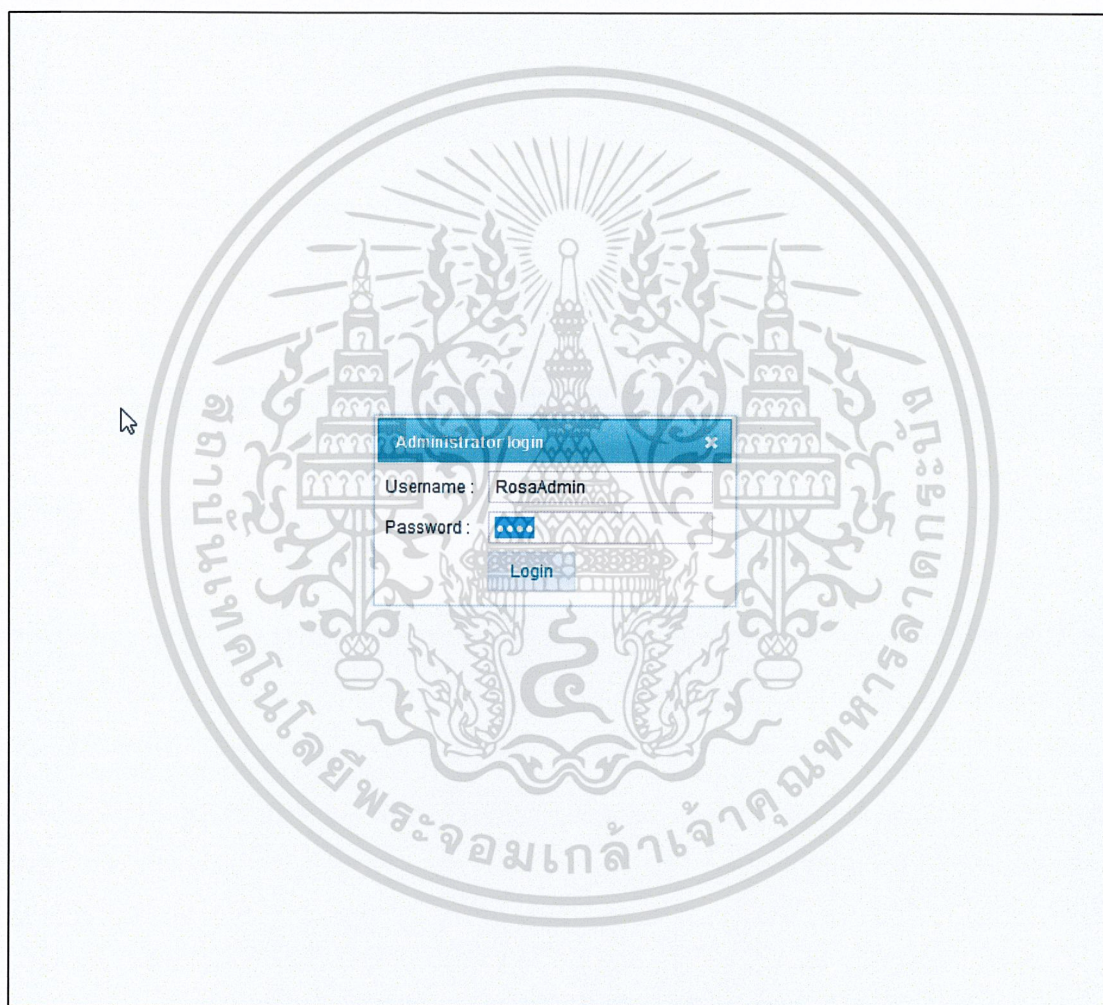 Administrator login
Username : RosaAdmin
Password :
Login
สถาบันเทคโนโลยีพระจอมเกล้าเจ้าคุณทหารลาดกระบัง
๔